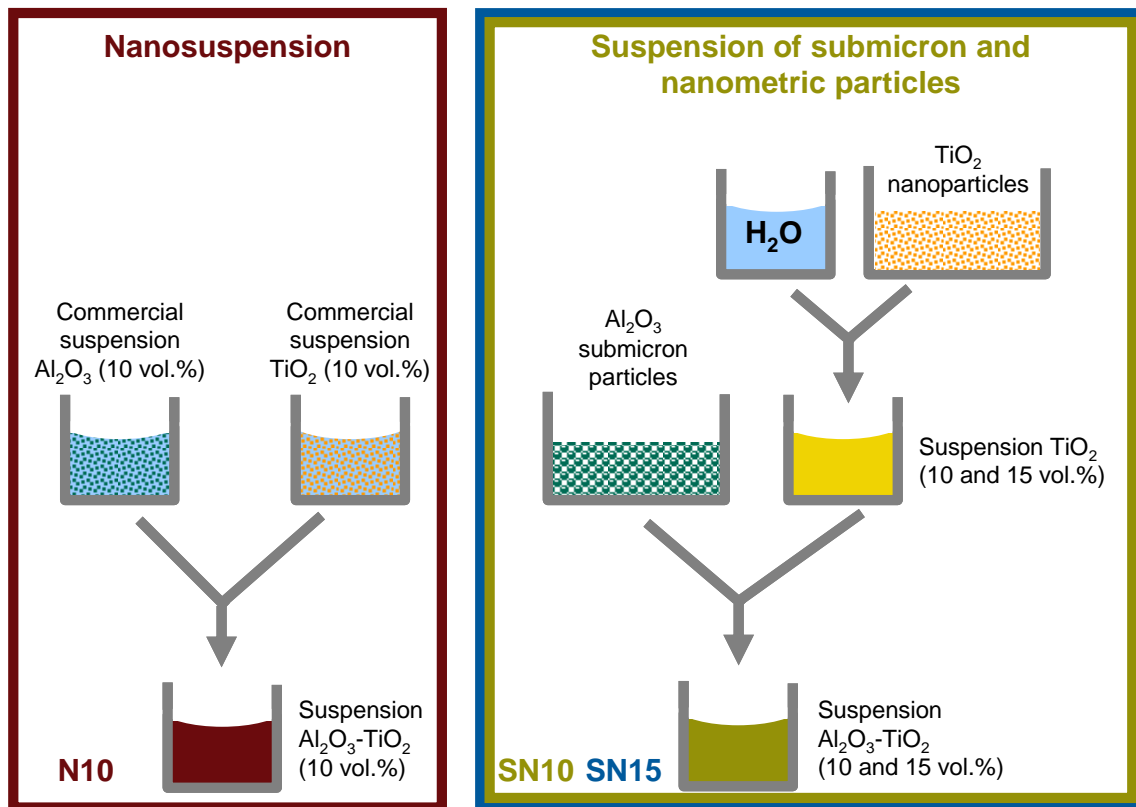 Nanosuspension
Commercial
suspension
Al₂O₃ (10 vol.%)
Commercial
suspension
TiO₂ (10 vol.%)
Suspension
Al₂O₃-TiO₂
(10 vol.%)
N10
Suspension of submicron and
nanometric particles
TiO₂
nanoparticles
H₂O
Al₂O₃
submicron
particles
Suspension TiO₂
(10 and 15 vol.%)
Suspension
Al₂O₃-TiO₂
(10 and 15 vol.%)
SN10 SN15